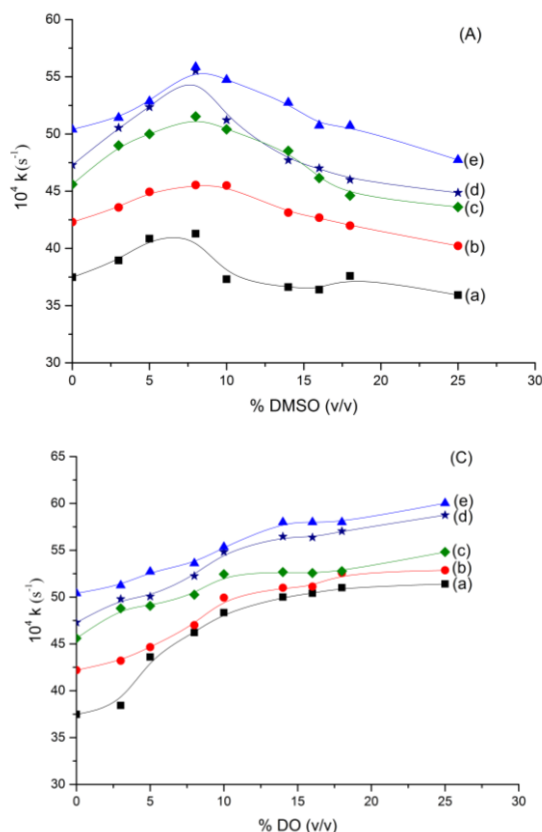 (A)
60
55
50
45
40
35
30
10⁴ k (s⁻¹)
(e)
(d)
(c)
(b)
(a)
0 5 10 15 20 25 30
% DMSO (v/v)
(C)
65
60
55
50
45
40
35
30
10⁴ k (s⁻¹)
(e)
(d)
(c)
(b)
(a)
0 5 10 15 20 25 30
% DO (v/v)